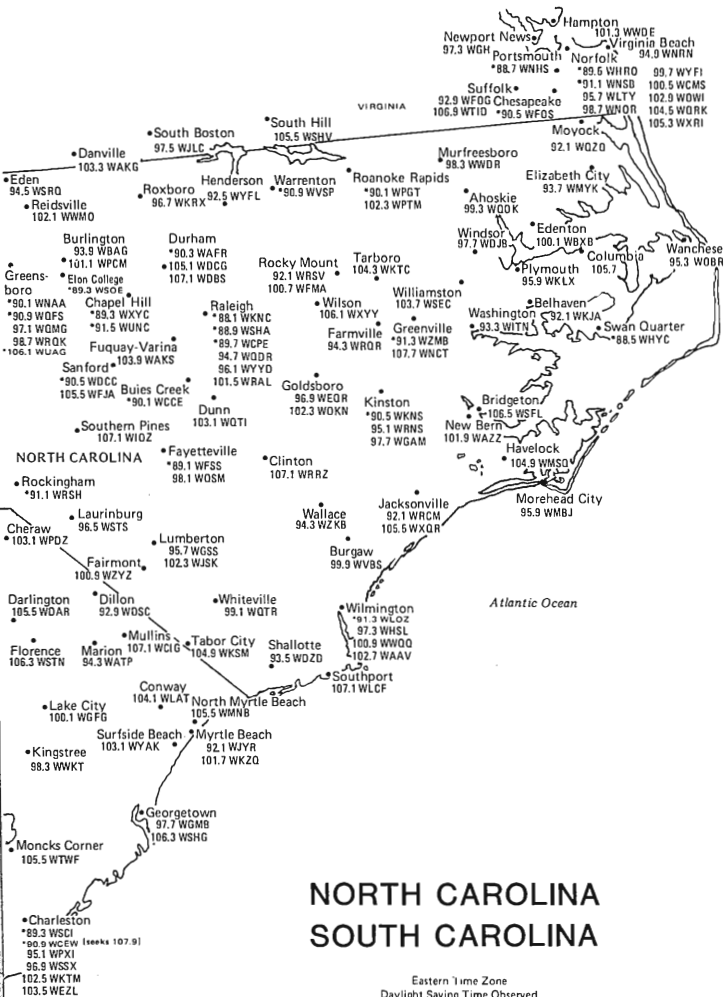 Hampton
101.3 WWDE
Newport News
97.3 WGH
Virginia Beach
94.9 WNRN
Portsmouth
*88.7 WNHS
Norfolk
*89.6 WHRO
*91.1 WNSB
95.7 WLTY
98.7 WNOR
99.7 WYFI
100.5 WCMS
102.9 WOWI
104.5 WQRK
105.3 WXRI
Suffolk
92.9 WFOG
106.9 WTID
Chesapeake
*90.5 WFOS
VIRGINIA
South Hill
105.5 WSHV
South Boston
97.5 WJLC
Danville
103.3 WAKG
Moyock
92.1 WQZQ
Murfreesboro
98.3 WWDR
Eden
94.5 WSRQ
Reidsville
102.1 WWMO
Roxboro
96.7 WKRX
Henderson
92.5 WYFL
Warrenton
*90.9 WVSP
Roanoke Rapids
*90.1 WPGT
102.3 WPTM
Elizabeth City
93.7 WMYK
Ahoskie
99.3 WQOK
Windsor
97.7 WDJB
Edenton
100.1 WBXB
Columbia
105.7
Wanchese
95.3 WOBR
Plymouth
95.9 WKLX
Burlington
93.9 WBAG
101.1 WPCM
Elon College
*89.3 WSOE
Durham
*90.3 WAFR
105.1 WDCG
107.1 WDBS
Rocky Mount
92.1 WRSV
100.7 WFMA
Tarboro
104.3 WKTC
Greens-
boro
*90.1 WNAA
*90.9 WQFS
97.1 WQMG
98.7 WRQK
*106.1 WUAG
Chapel Hill
*89.3 WXYC
*91.5 WUNC
Raleigh
*88.1 WKNC
*88.9 WSHA
*89.7 WCPE
94.7 WQDR
96.1 WYYD
101.5 WRAL
Wilson
106.1 WXYY
Williamston
103.7 WSEC
Farmville
94.3 WRQR
Greenville
*91.3 WZMB
107.7 WNCT
Washington
93.3 WITN
Belhaven
92.1 WKJA
Swan Quarter
*88.5 WHYC
Fuquay-Varina
103.9 WAKS
Sanford
*90.5 WDCC
105.5 WFJA
Buies Creek
*90.1 WCCE
Dunn
103.1 WQTI
Goldsboro
96.9 WEQR
102.3 WOKN
Kinston
*90.5 WKNS
95.1 WRNS
97.7 WGAM
Bridgeton
106.5 WSFL
New Bern
101.9 WAZZ
Havelock
104.9 WMSQ
Morehead City
95.9 WMBJ
Southern Pines
107.1 WIOZ
NORTH CAROLINA
Fayetteville
*89.1 WFSS
98.1 WQSM
Clinton
107.1 WRRZ
Rockingham
*91.1 WRSH
Laurinburg
96.5 WSTS
Cheraw
103.1 WPDZ
Lumberton
95.7 WGSS
102.3 WJSK
Fairmont
100.9 WZYZ
Wallace
94.3 WZKB
Jacksonville
92.1 WRCM
105.5 WXQR
Burgaw
99.9 WVBS
Darlington
105.5 WDAR
Dillon
92.9 WDSC
Whiteville
99.1 WQTR
Wilmington
*91.3 WLOZ
97.3 WHSL
100.9 WWQQ
102.7 WAAV
Atlantic Ocean
Florence
106.3 WSTN
Marion
94.3 WATP
Mullins
107.1 WCIG
Tabor City
104.9 WKSM
Shallotte
93.5 WDZD
Southport
107.1 WLCF
Lake City
100.1 WGFG
Conway
104.1 WLAT
North Myrtle Beach
105.5 WMNB
Surfside Beach
103.1 WYAK
Myrtle Beach
92.1 WJYR
101.7 WKZQ
Kingstree
98.3 WWKT
Georgetown
97.7 WGMB
106.3 WSHG
Moncks Corner
105.5 WTWF
Charleston
*89.3 WSCI
*90.9 WCEW [seeks 107.9]
95.1 WPXI
96.9 WSSX
102.5 WKTM
103.5 WEZL
NORTH CAROLINA
SOUTH CAROLINA
Eastern Time Zone
Daylight Saving Time Observed